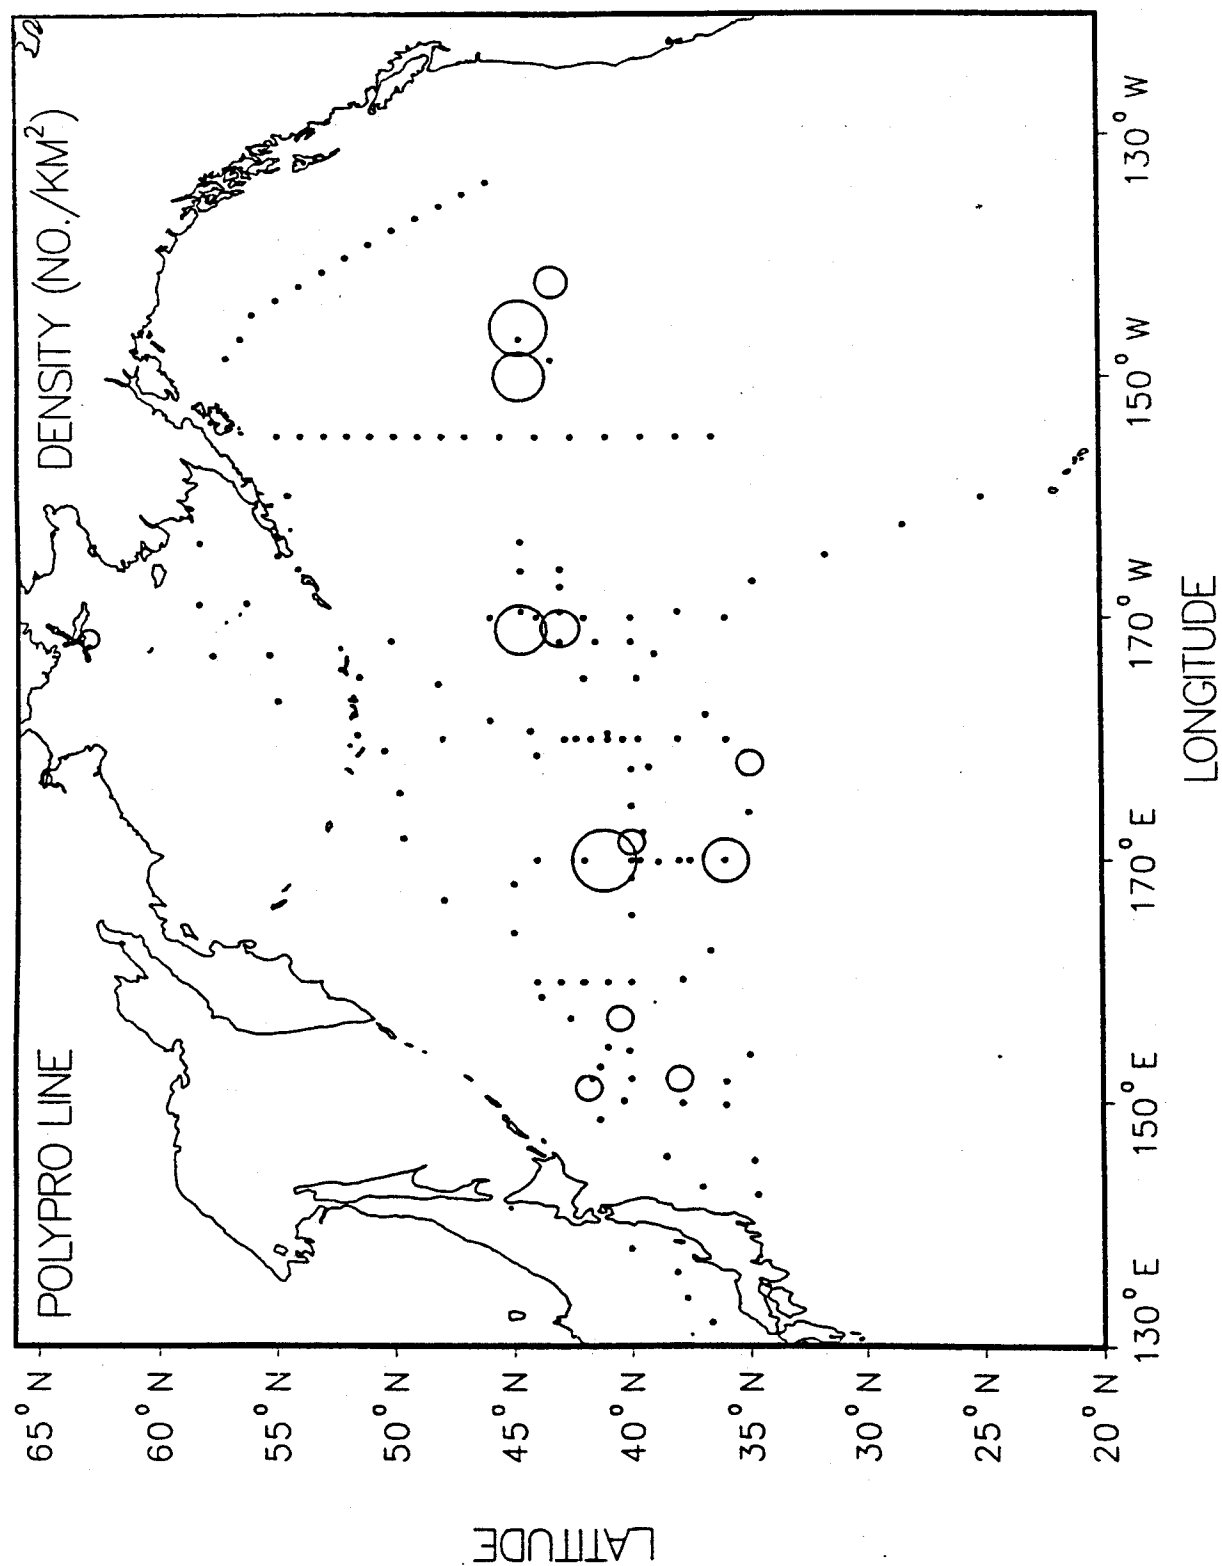 POLYPRO LINE
DENSITY (NO./KM²)
65° N
60° N
55° N
50° N
45° N
40° N
35° N
30° N
25° N
20° N
LATITUDE
130° E
150° E
170° E
170° W
150° W
130° W
LONGITUDE